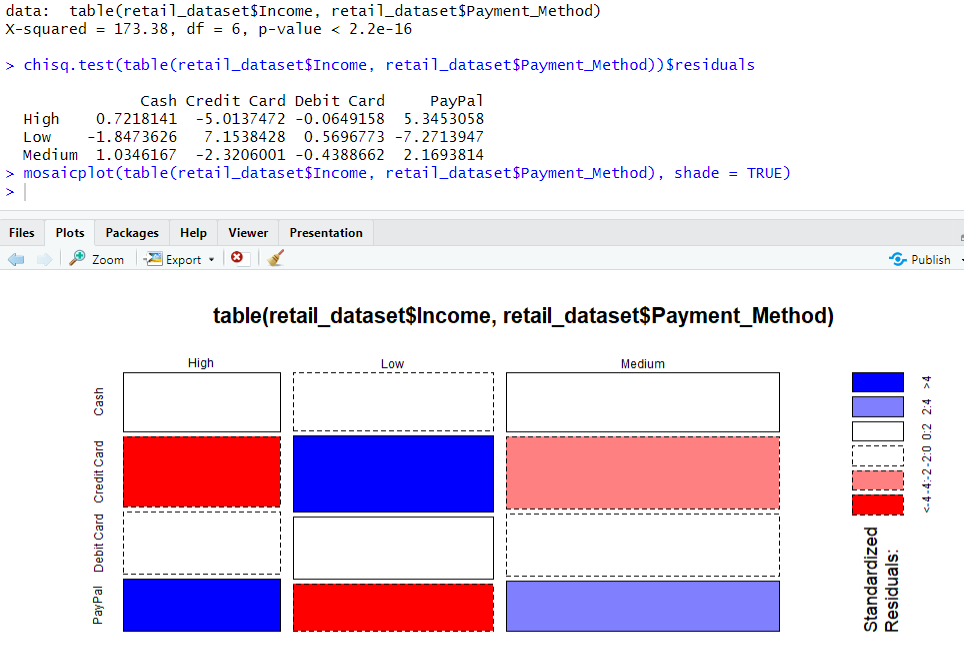 data:  table(retail_dataset$Income, retail_dataset$Payment_Method)
X-squared = 173.38, df = 6, p-value < 2.2e-16
> chisq.test(table(retail_dataset$Income, retail_dataset$Payment_Method))$residuals
Cash Credit Card Debit Card     PayPal
High    0.7218141  -5.0137472 -0.0649158  5.3453058
Low    -1.8473626   7.1538428  0.5696773 -7.2713947
Medium  1.0346167  -2.3206001 -0.4388662  2.1693814
> mosaicplot(table(retail_dataset$Income, retail_dataset$Payment_Method), shade = TRUE)
>
Files Plots Packages Help Viewer Presentation
Zoom Export Publish
table(retail_dataset$Income, retail_dataset$Payment_Method)
High Low Medium
Cash
Credit Card
Debit Card
PayPal
>4
2:4
0:2
-2:0
-4:-2
<-4
Standardized
Residuals: